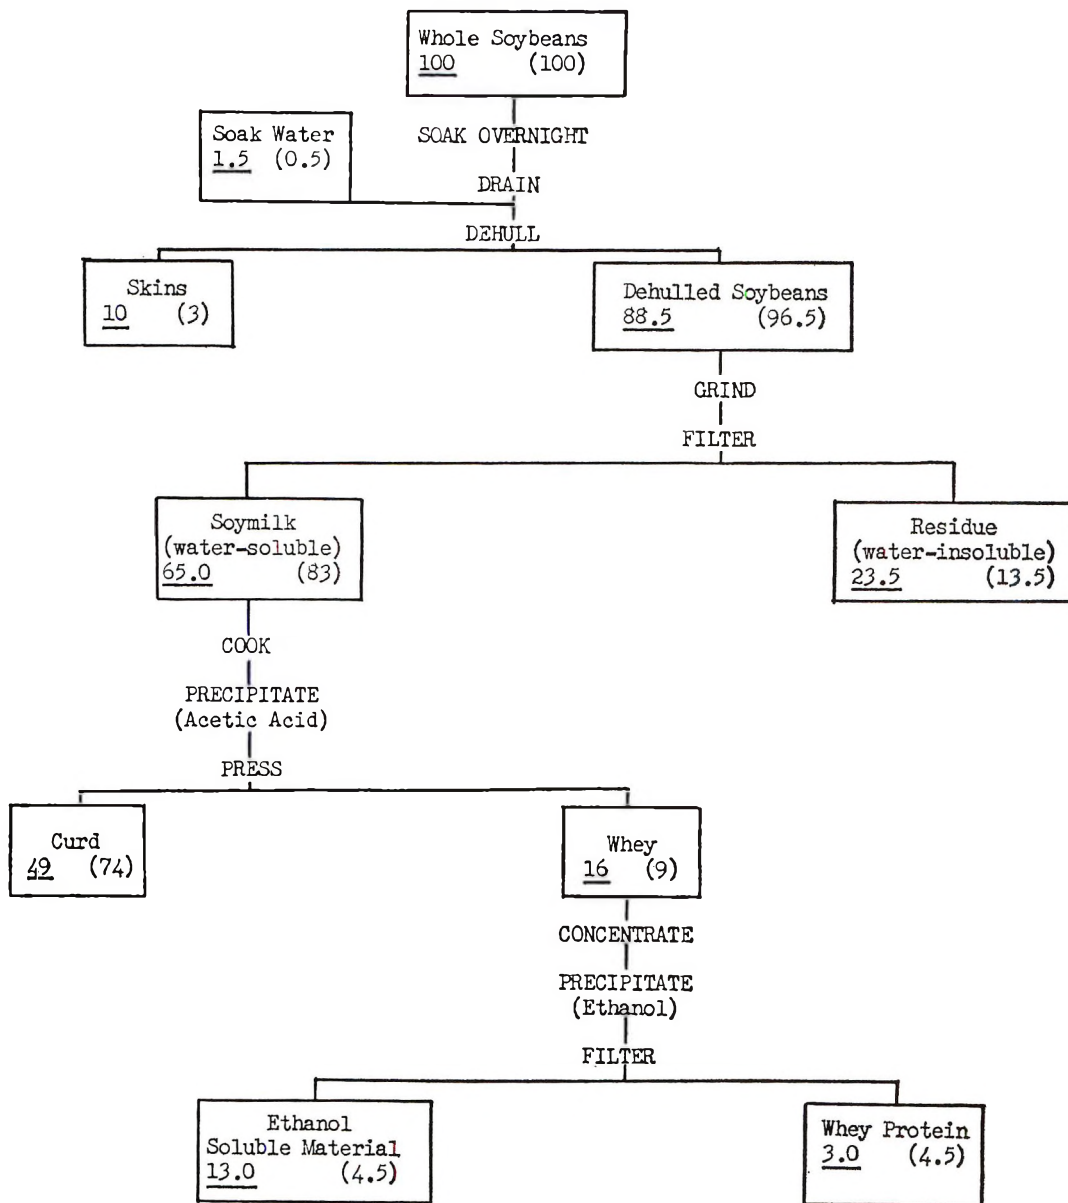 Whole Soybeans
100 (100)
SOAK OVERNIGHT
Soak Water
1.5 (0.5)
DRAIN
DEHULL
Skins
10 (3)
Dehulled Soybeans
88.5 (96.5)
GRIND
FILTER
Soymilk
(water-soluble)
65.0 (83)
Residue
(water-insoluble)
23.5 (13.5)
COOK
PRECIPITATE
(Acetic Acid)
PRESS
Curd
49 (74)
Whey
16 (9)
CONCENTRATE
PRECIPITATE
(Ethanol)
FILTER
Ethanol
Soluble Material
13.0 (4.5)
Whey Protein
3.0 (4.5)